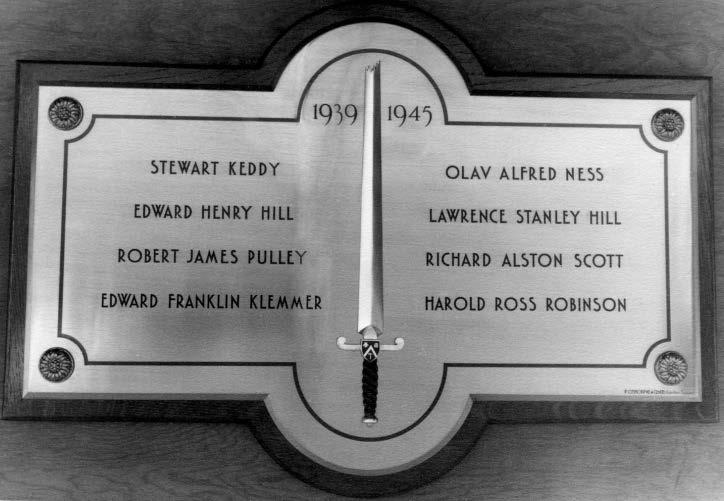 1939 1945
STEWART KEDDY
EDWARD HENRY HILL
ROBERT JAMES PULLEY
EDWARD FRANKLIN KLEMMER
OLAV ALFRED NESS
LAWRENCE STANLEY HILL
RICHARD ALSTON SCOTT
HAROLD ROSS ROBINSON